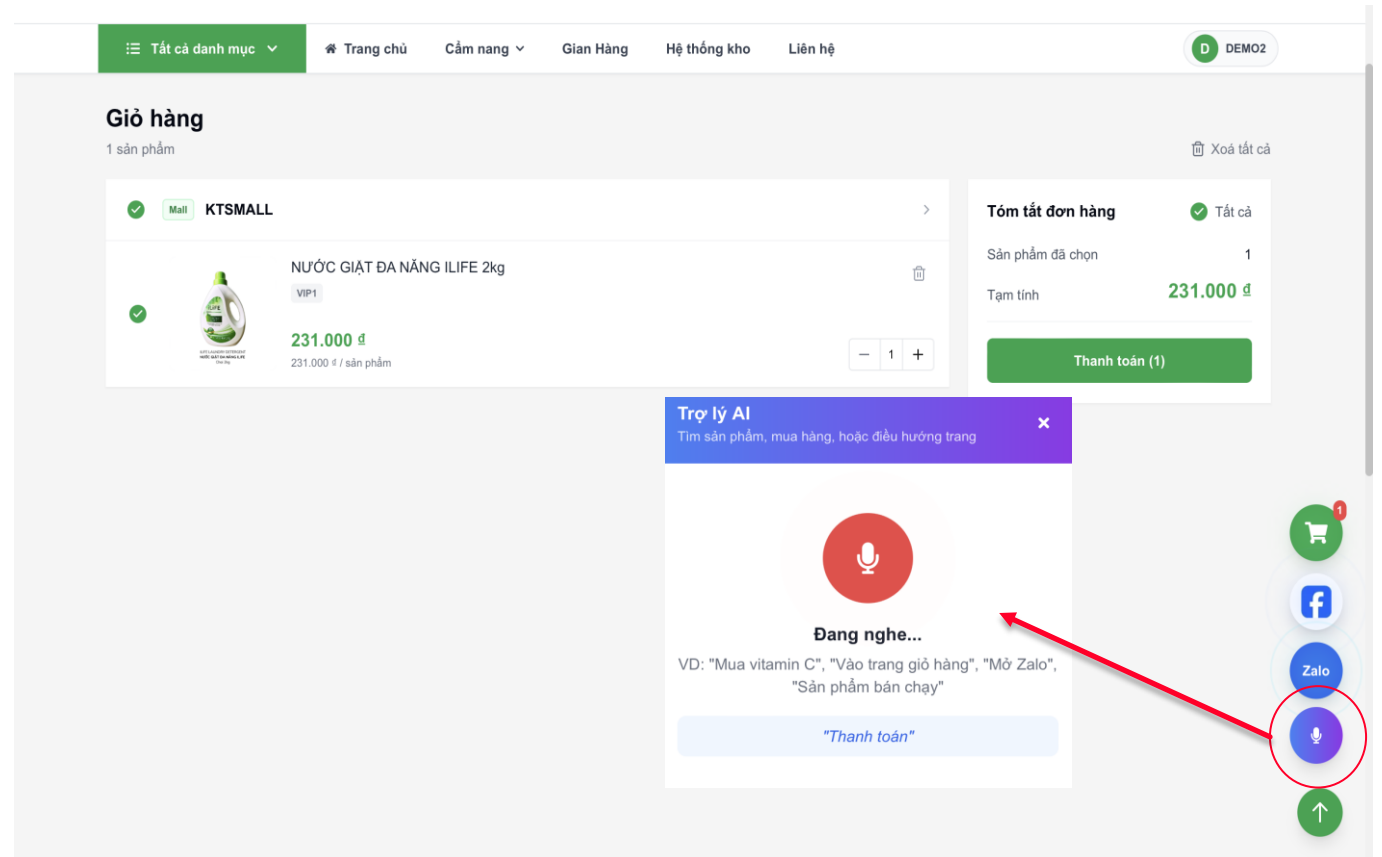 Tất cả danh mục
Trang chủ
Cẩm nang
Gian Hàng
Hệ thống kho
Liên hệ
D
DEMO2
Giỏ hàng
1 sản phẩm
Xoá tất cả
Mall
KTSMALL
NƯỚC GIẶT ĐA NĂNG ILIFE 2kg
VIP1
231.000 ₫
231.000 ₫ / sản phẩm
1
Tóm tắt đơn hàng
Tất cả
Sản phẩm đã chọn
1
Tạm tính
231.000 ₫
Thanh toán (1)
Trợ lý AI
Tìm sản phẩm, mua hàng, hoặc điều hướng trang
Đang nghe...
VD: "Mua vitamin C", "Vào trang giỏ hàng", "Mở Zalo",
"Sản phẩm bán chạy"
"Thanh toán"
1
Zalo